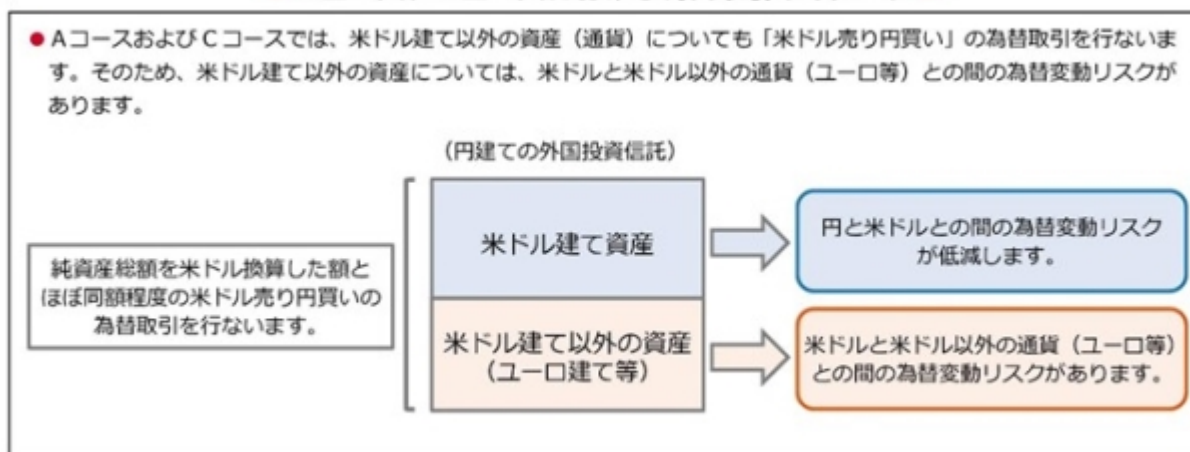 ●AコースおよびCコースでは、米ドル建て以外の資産（通貨）についても「米ドル売り円買い」の為替取引を行ないま
す。そのため、米ドル建て以外の資産については、米ドルと米ドル以外の通貨（ユーロ等）との間の為替変動リスクが
あります。
（円建ての外国投資信託）
純資産総額を米ドル換算した額と
ほぼ同額程度の米ドル売り円買いの
為替取引を行ないます。
米ドル建て資産
円と米ドルとの間の為替変動リスク
が低減します。
米ドル建て以外の資産
（ユーロ建て等）
米ドルと米ドル以外の通貨（ユーロ等）
との間の為替変動リスクがあります。